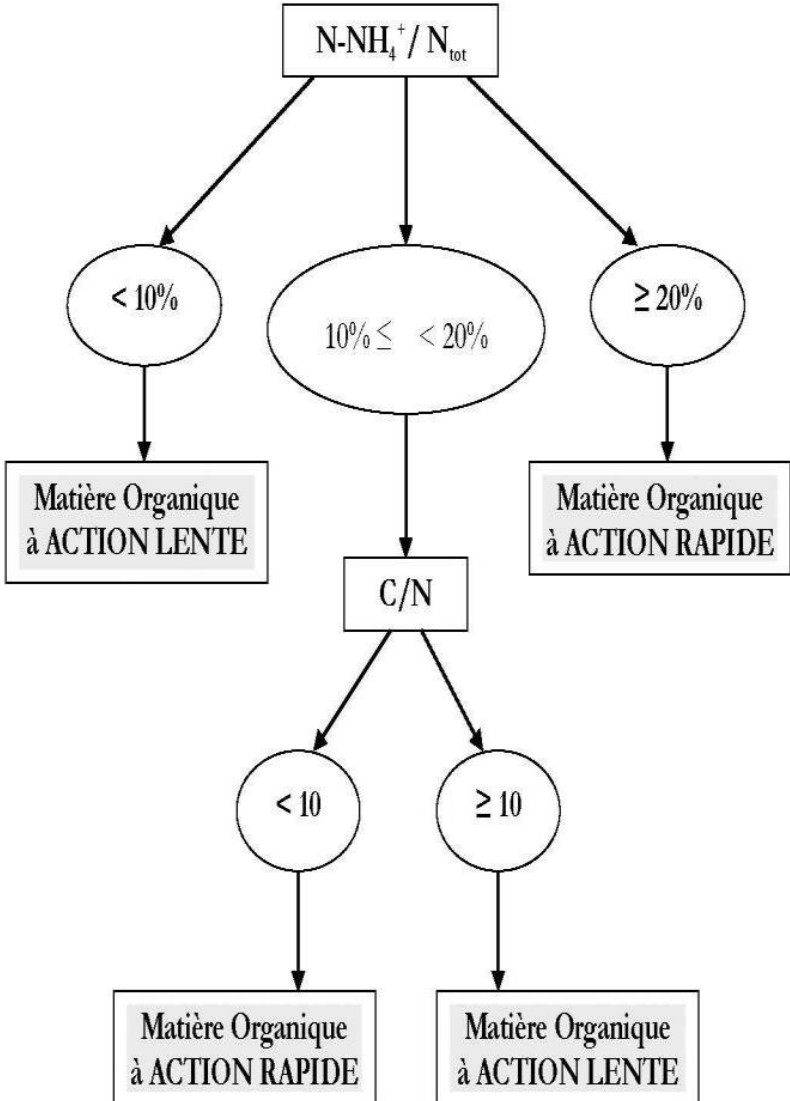 N-NH₄⁺/ Nₜₒₜ
< 10%
10% ≤ < 20%
≥ 20%
Matière Organique
à ACTION LENTE
Matière Organique
à ACTION RAPIDE
C/N
< 10
≥ 10
Matière Organique
à ACTION RAPIDE
Matière Organique
à ACTION LENTE